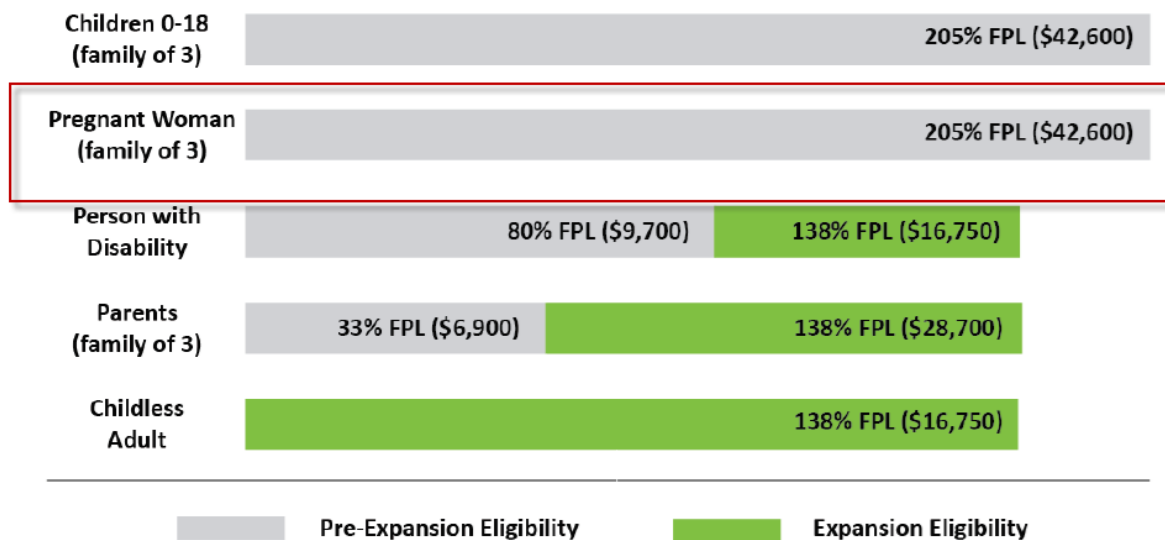 Children 0-18
(family of 3)
205% FPL ($42,600)
Pregnant Woman
(family of 3)
205% FPL ($42,600)
Person with
Disability
80% FPL ($9,700)
138% FPL ($16,750)
Parents
(family of 3)
33% FPL ($6,900)
138% FPL ($28,700)
Childless
Adult
138% FPL ($16,750)
Pre-Expansion Eligibility
Expansion Eligibility